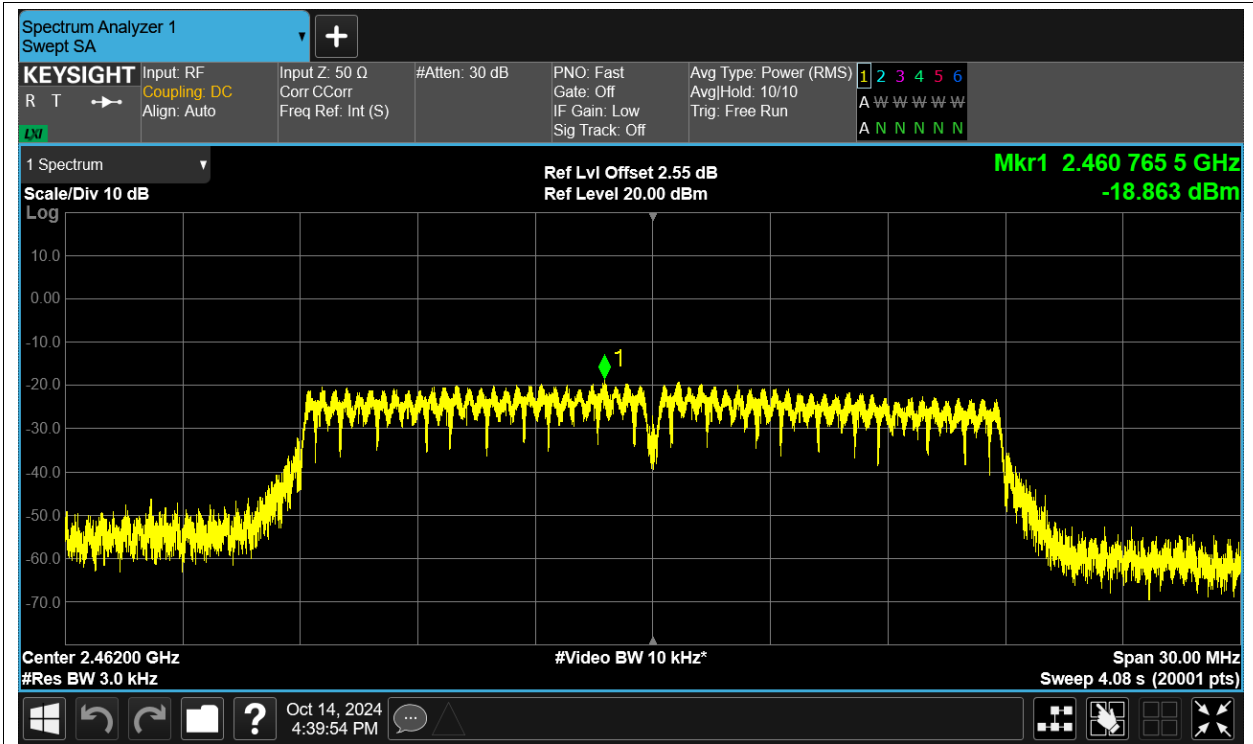 Spectrum Analyzer 1
Swept SA
KEYSIGHT
R T
LXI
Input: RF
Coupling: DC
Align: Auto
Input Z: 50 Ω
Corr CCorr
Freq Ref: Int (S)
#Atten: 30 dB
PNO: Fast
Gate: Off
IF Gain: Low
Sig Track: Off
Avg Type: Power (RMS)
Avg|Hold: 10/10
Trig: Free Run
1 2 3 4 5 6
A W W W W W
A N N N N N
1 Spectrum
Scale/Div 10 dB
Log
Ref Lvl Offset 2.55 dB
Ref Level 20.00 dBm
Mkr1 2.460 765 5 GHz
-18.863 dBm
10.0
0.00
-10.0
-20.0
-30.0
-40.0
-50.0
-60.0
-70.0
1
Center 2.46200 GHz
#Res BW 3.0 kHz
#Video BW 10 kHz*
Span 30.00 MHz
Sweep 4.08 s (20001 pts)
?
Oct 14, 2024
4:39:54 PM